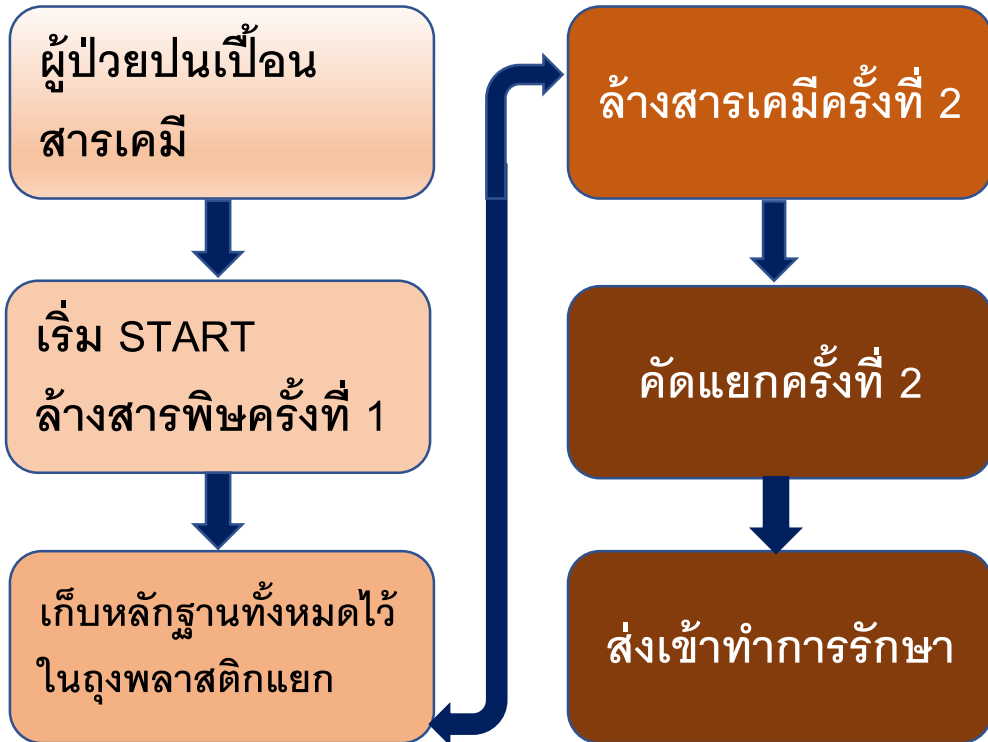 ผู้ป่วยปนเปื้อน
สารเคมี
เริ่ม START
ล้างสารพิษครั้งที่ 1
เก็บหลักฐานทั้งหมดไว้
ในถุงพลาสติกแยก
ล้างสารเคมีครั้งที่ 2
คัดแยกครั้งที่ 2
ส่งเข้าทำการรักษา